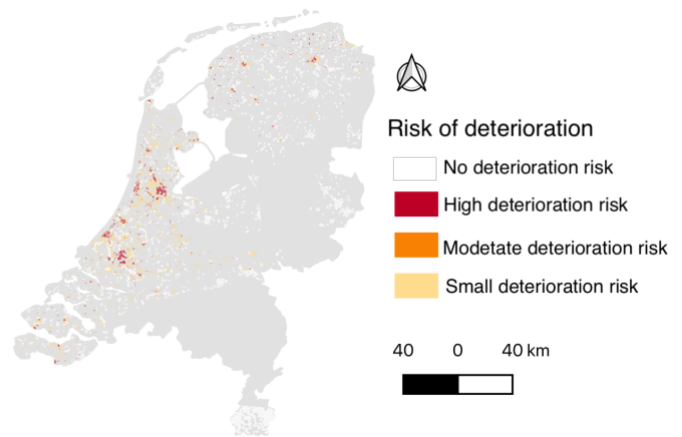 Risk of deterioration
No deterioration risk
High deterioration risk
Modetate deterioration risk
Small deterioration risk
40 0 40 km